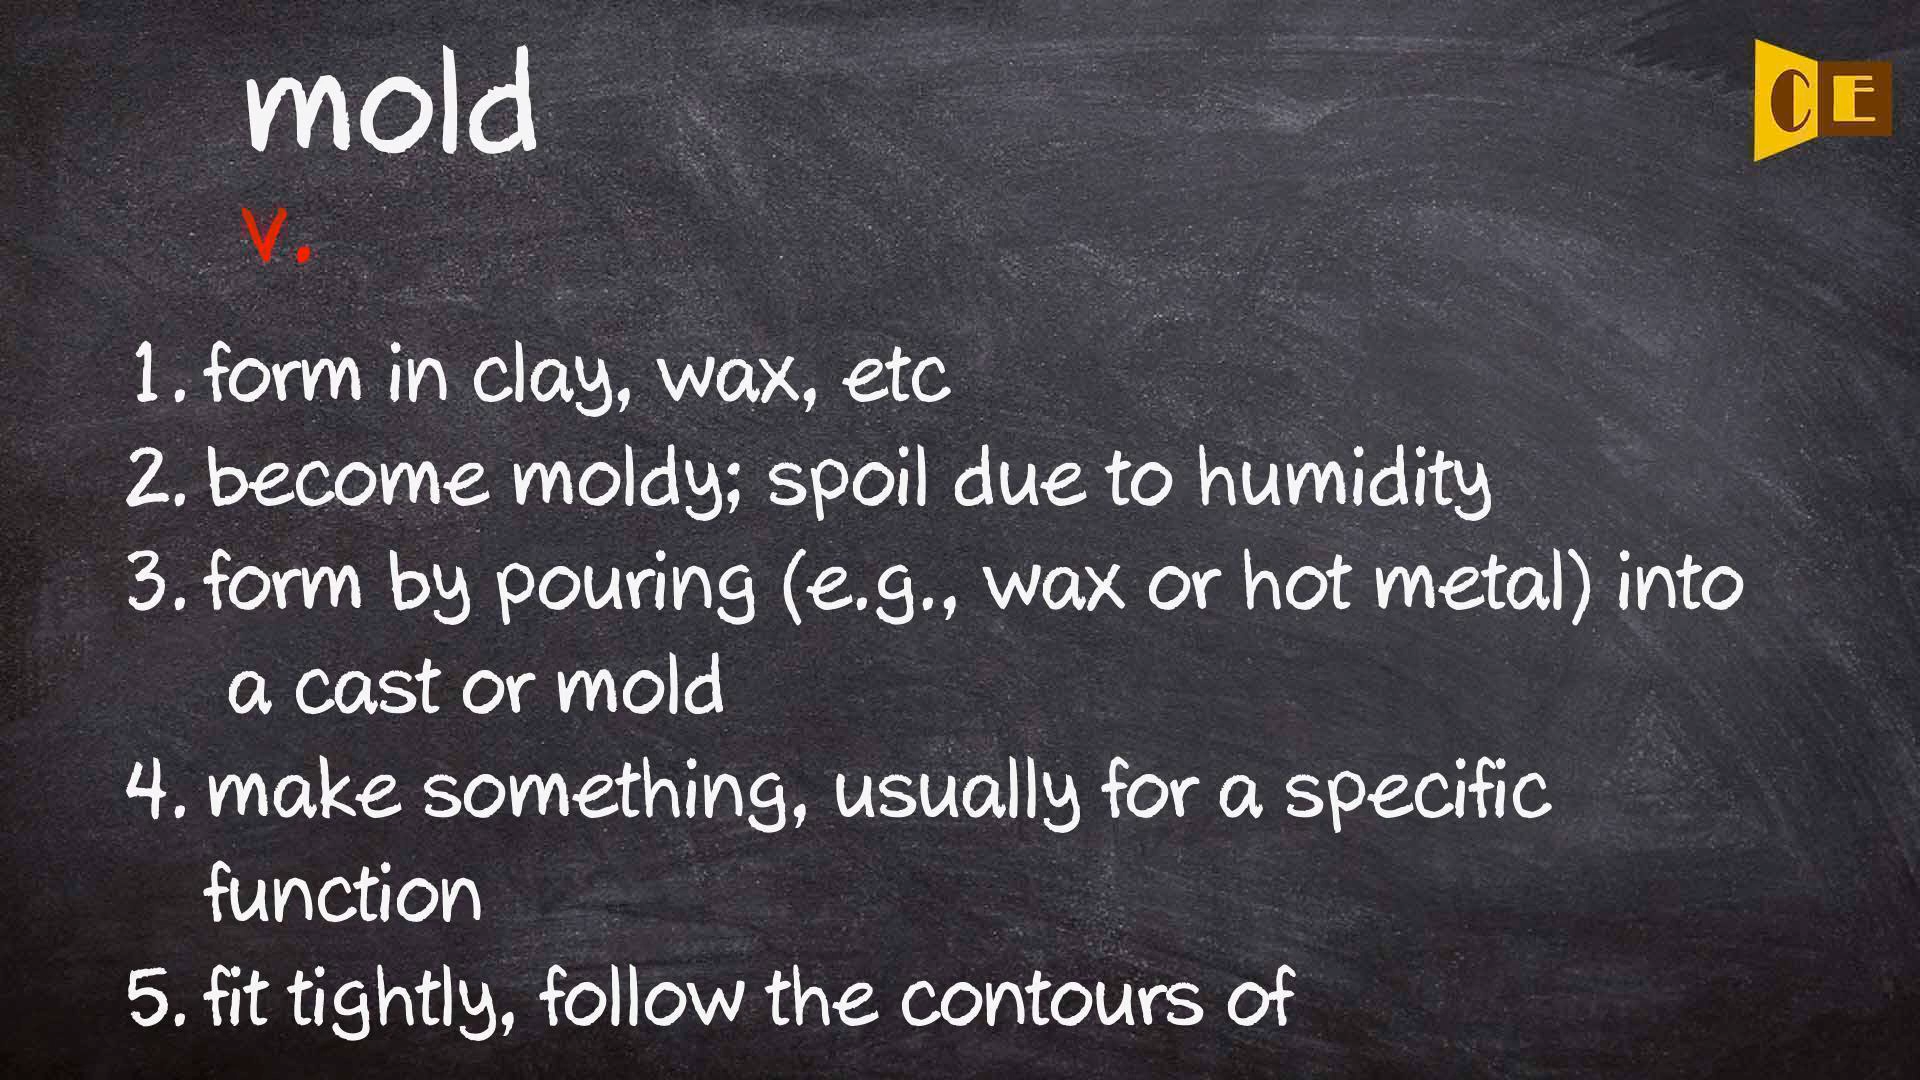 mold
CE
v.
1. form in clay, wax, etc
2. become moldy; spoil due to humidity
3. form by pouring (e.g., wax or hot metal) into
a cast or mold
4. make something, usually for a specific
function
5. fit tightly, follow the contours of